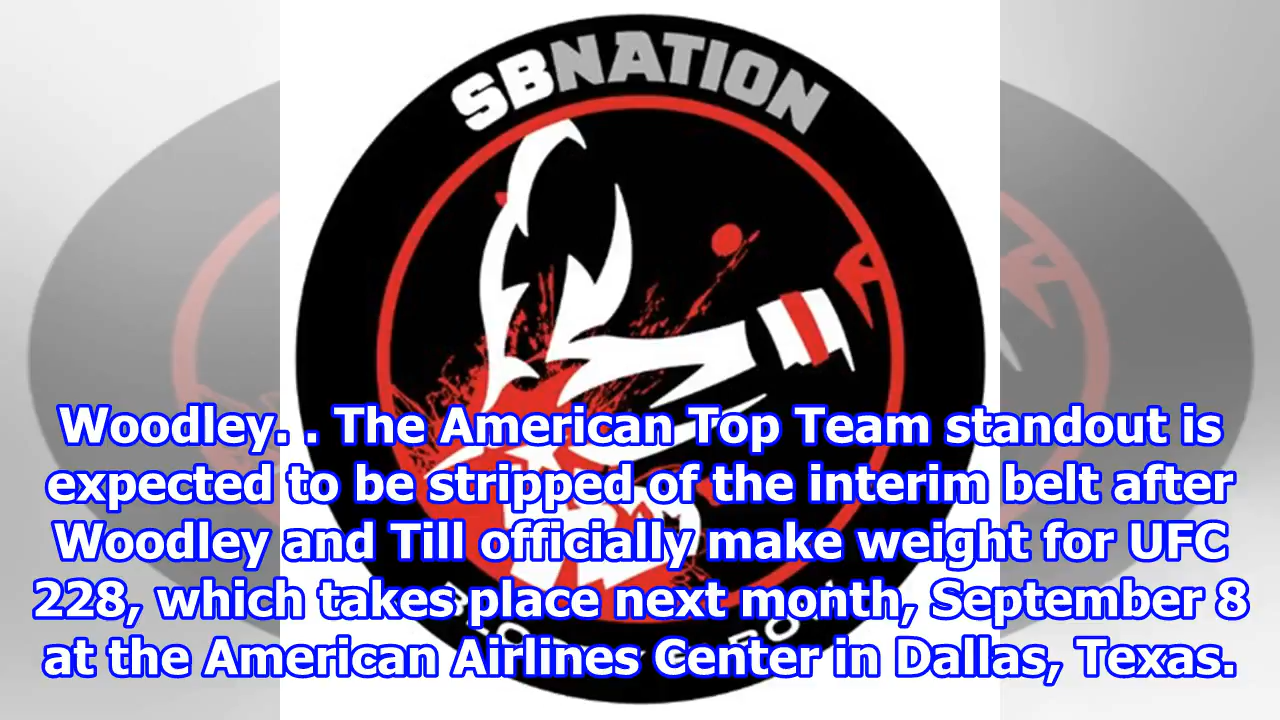 SBNATION
Woodley. . The American Top Team standout is
expected to be stripped of the interim belt after
Woodley and Till officially make weight for UFC
228, which takes place next month, September 8
at the American Airlines Center in Dallas, Texas.